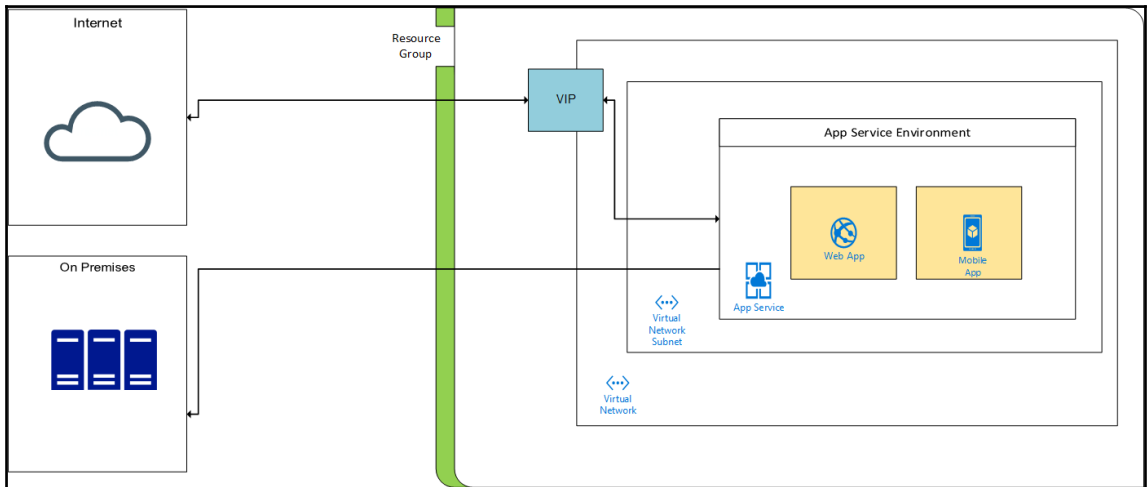 Internet
Resource
Group
VIP
App Service Environment
Web App
Mobile
App
On Premises
App Service
Virtual
Network
Subnet
Virtual
Network